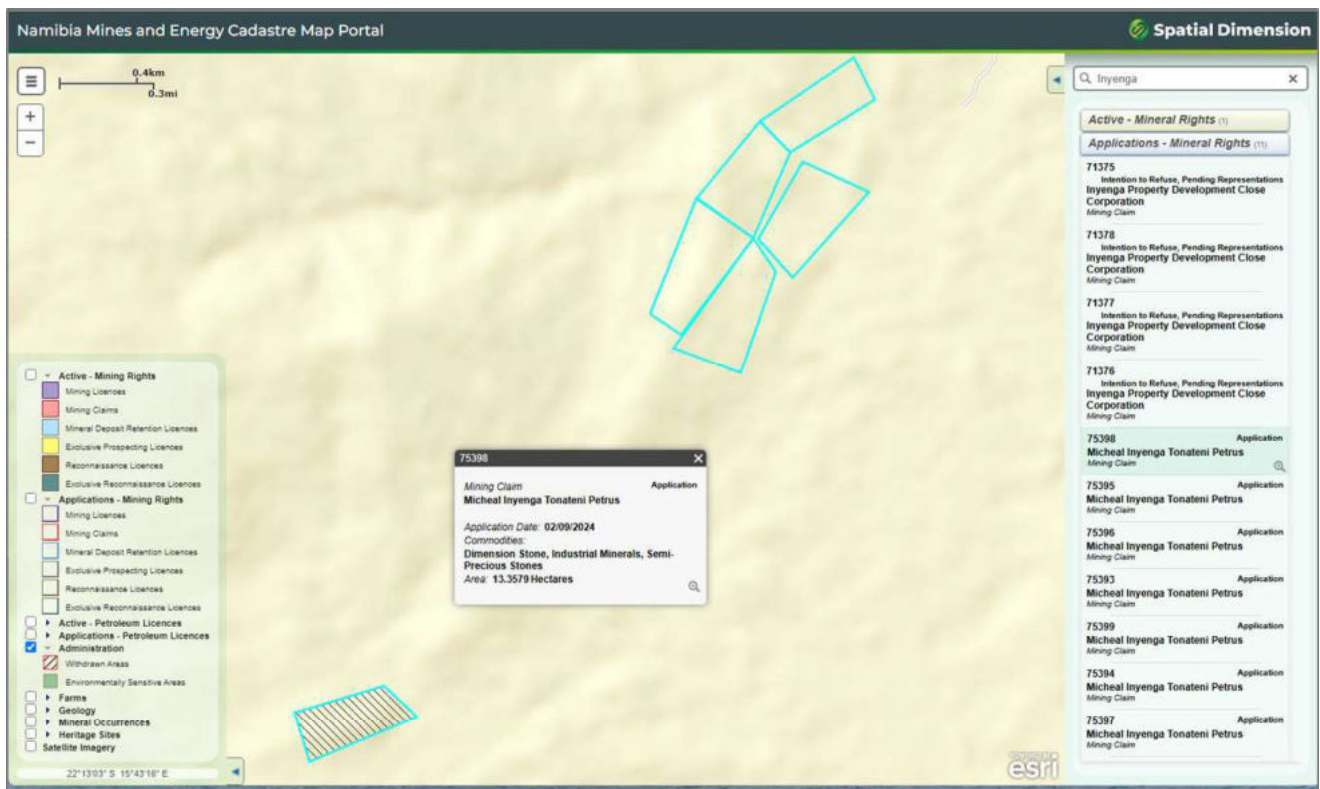 Namibia Mines and Energy Cadastre Map Portal
Spatial Dimension
0.4km
0.3mi
+
−
Inyenga
Active - Mineral Rights (1)
Applications - Mineral Rights (11)
71375
Intention to Refuse, Pending Representations
Inyenga Property Development Close
Corporation
Mining Claim
71378
Intention to Refuse, Pending Representations
Inyenga Property Development Close
Corporation
Mining Claim
71377
Intention to Refuse, Pending Representations
Inyenga Property Development Close
Corporation
Mining Claim
71376
Intention to Refuse, Pending Representations
Inyenga Property Development Close
Corporation
Mining Claim
75398 Application
Micheal Inyenga Tonateni Petrus
Mining Claim
75395 Application
Micheal Inyenga Tonateni Petrus
Mining Claim
75396 Application
Micheal Inyenga Tonateni Petrus
Mining Claim
75393 Application
Micheal Inyenga Tonateni Petrus
Mining Claim
75399 Application
Micheal Inyenga Tonateni Petrus
Mining Claim
75394 Application
Micheal Inyenga Tonateni Petrus
Mining Claim
75397 Application
Micheal Inyenga Tonateni Petrus
Mining Claim
75398
Mining Claim Application
Micheal Inyenga Tonateni Petrus
Application Date: 02/09/2024
Commodities:
Dimension Stone, Industrial Minerals, Semi-
Precious Stones
Area: 13.3579 Hectares
Active - Mining Rights
Mining Licences
Mining Claims
Mineral Deposit Retention Licences
Exclusive Prospecting Licences
Reconnaissance Licences
Exclusive Reconnaissance Licences
Applications - Mining Rights
Mining Licences
Mining Claims
Mineral Deposit Retention Licences
Exclusive Prospecting Licences
Reconnaissance Licences
Exclusive Reconnaissance Licences
Active - Petroleum Licences
Applications - Petroleum Licences
Administration
Withdrawn Areas
Environmentally Sensitive Areas
Farms
Geology
Mineral Occurrences
Heritage Sites
Satellite Imagery
22°13'03" S 15°43'16" E
esri